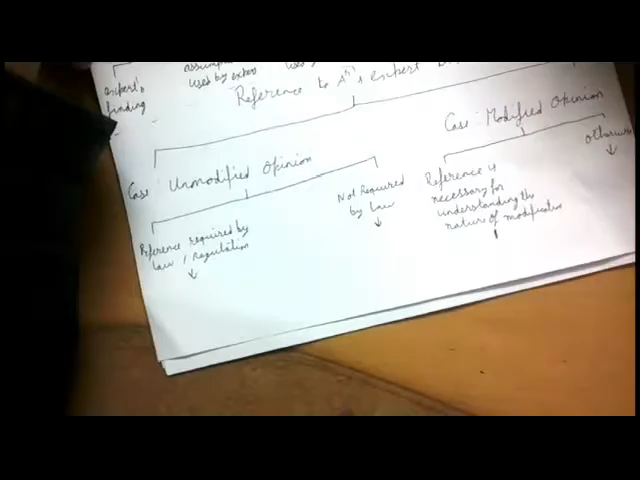 expert's
finding
used by expert
used
Reference to A's expert
Case: Unmodified Opinion
Case: Modified Opinion
Reference required by
law / regulation
Not Required
by law
Reference is
necessary for
understanding the
nature of modification
Otherwise